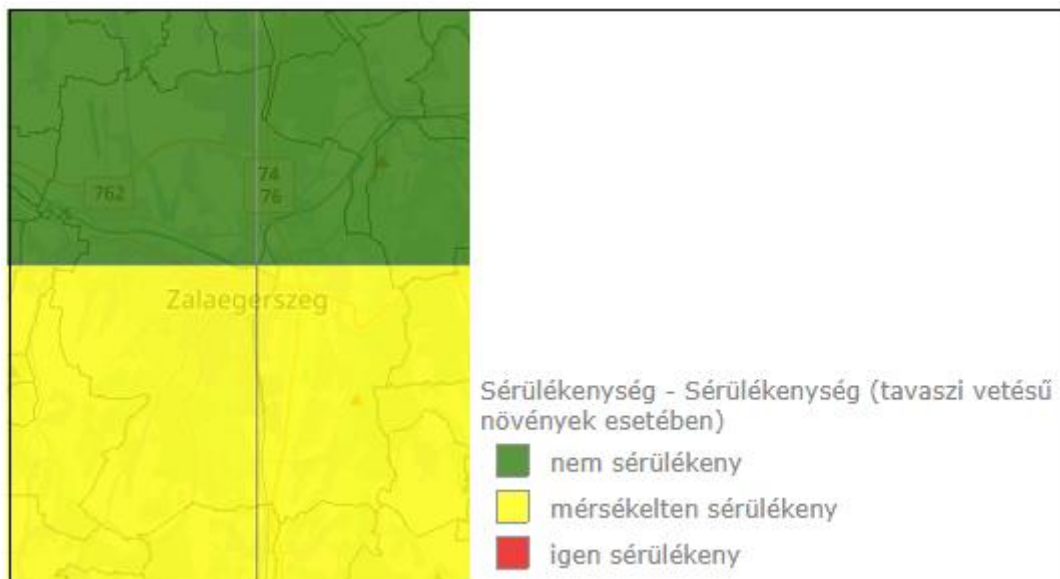 762
74
76
Zalaegerszeg
Sérülékenység - Sérülékenység (tavaszi vetésű
növények esetében)
nem sérülékeny
mérsékelten sérülékeny
igen sérülékeny